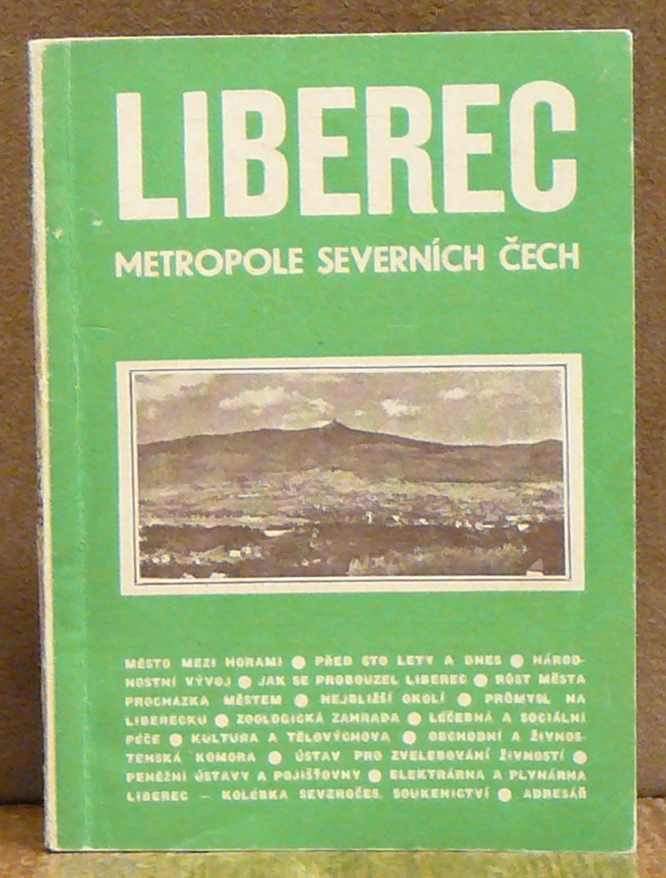 LIBEREC
METROPOLE SEVERNÍCH ČECH
MĚSTO MEZI HORAMI ● PŘED STO LETY A DNES ● NÁROD-
NOSTNÍ VÝVOJ ● JAK SE PROBOUZEL LIBEREC ● RŮST MĚSTA
PROCHÁZKA MĚSTEM ● NEJBLIŽŠÍ OKOLÍ ● PRŮMYSL NA
LIBERECKU ● ZOOLOGICKÁ ZAHRADA ● LÉČEBNÁ A SOCIÁLNÍ
PÉČE ● KULTURA A TĚLOVÝCHOVA ● OBCHODNÍ A ŽIVNOS-
TENSKÁ KOMORA ● ÚSTAV PRO ZVELEBOVÁNÍ ŽIVNOSTÍ ●
PENĚŽNÍ ÚSTAVY A POJIŠŤOVNY ● ELEKTRÁRNA A PLYNÁRNA
LIBEREC — KOLÉBKA SEVEROČES. SOUKENICTVÍ ● ADRESÁŘ